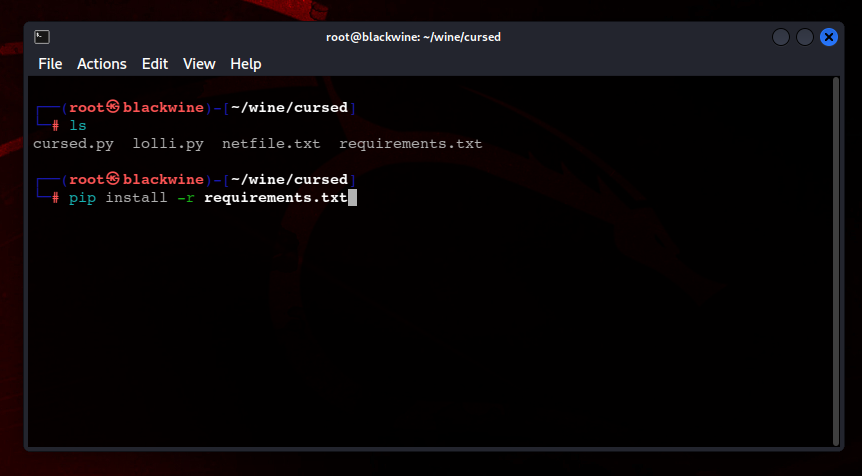 root@blackwine: ~/wine/cursed
File Actions Edit View Help
┌──(root㉿blackwine)-[~/wine/cursed]
└─# ls
cursed.py lolli.py netfile.txt requirements.txt
┌──(root㉿blackwine)-[~/wine/cursed]
└─# pip install -r requirements.txt